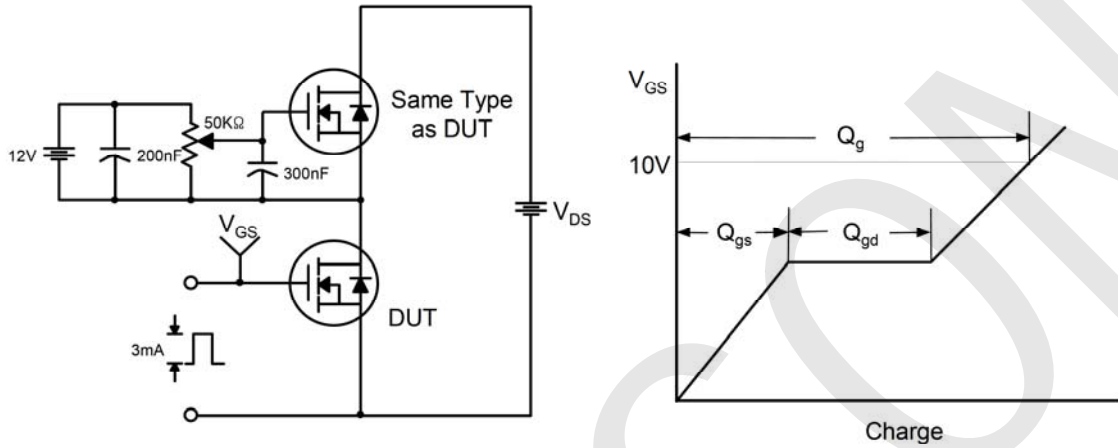 12V
200nF
50KΩ
300nF
Same Type
as DUT
V_GS
DUT
3mA
V_DS
V_GS
10V
Q_g
Q_gs
Q_gd
Charge